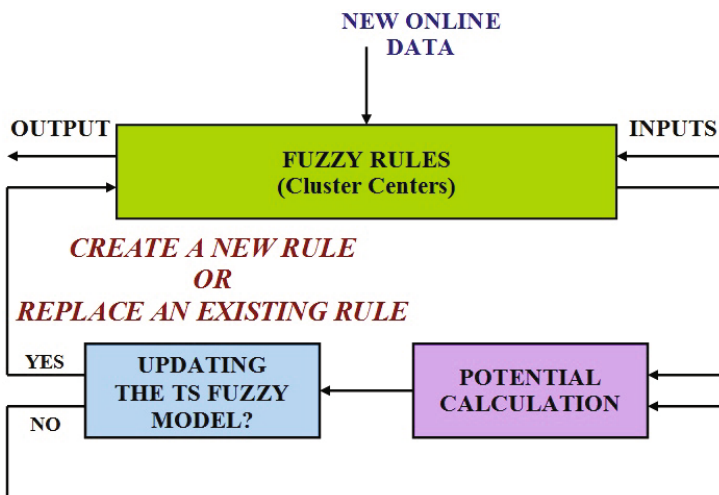 NEW ONLINE
DATA
OUTPUT
INPUTS
FUZZY RULES
(Cluster Centers)
CREATE A NEW RULE
OR
REPLACE AN EXISTING RULE
YES
NO
UPDATING
THE TS FUZZY
MODEL?
POTENTIAL
CALCULATION